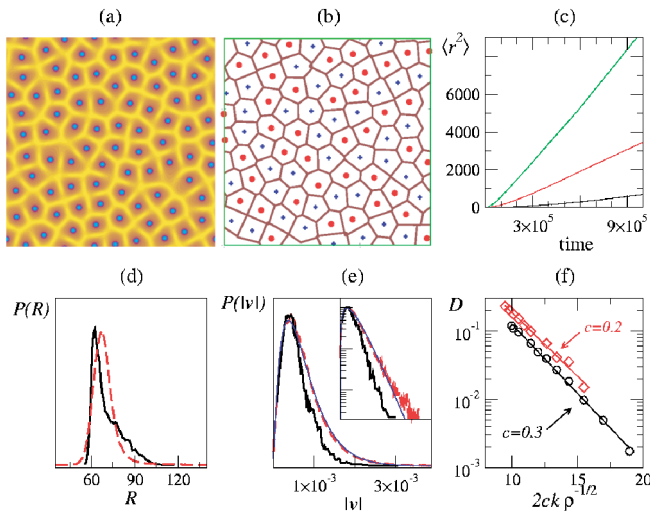 (a) (b) (c)
⟨r²⟩
8000
6000
4000
2000
0
3×10⁵ 9×10⁵
time
(d) (e) (f)
P(R) P(|v|) D
10⁻¹
10⁻²
10⁻³
c=0.2
c=0.3
60 90 120
R
1×10⁻³ 3×10⁻³
|v|
10 15 20
2ck ρ⁻¹/²